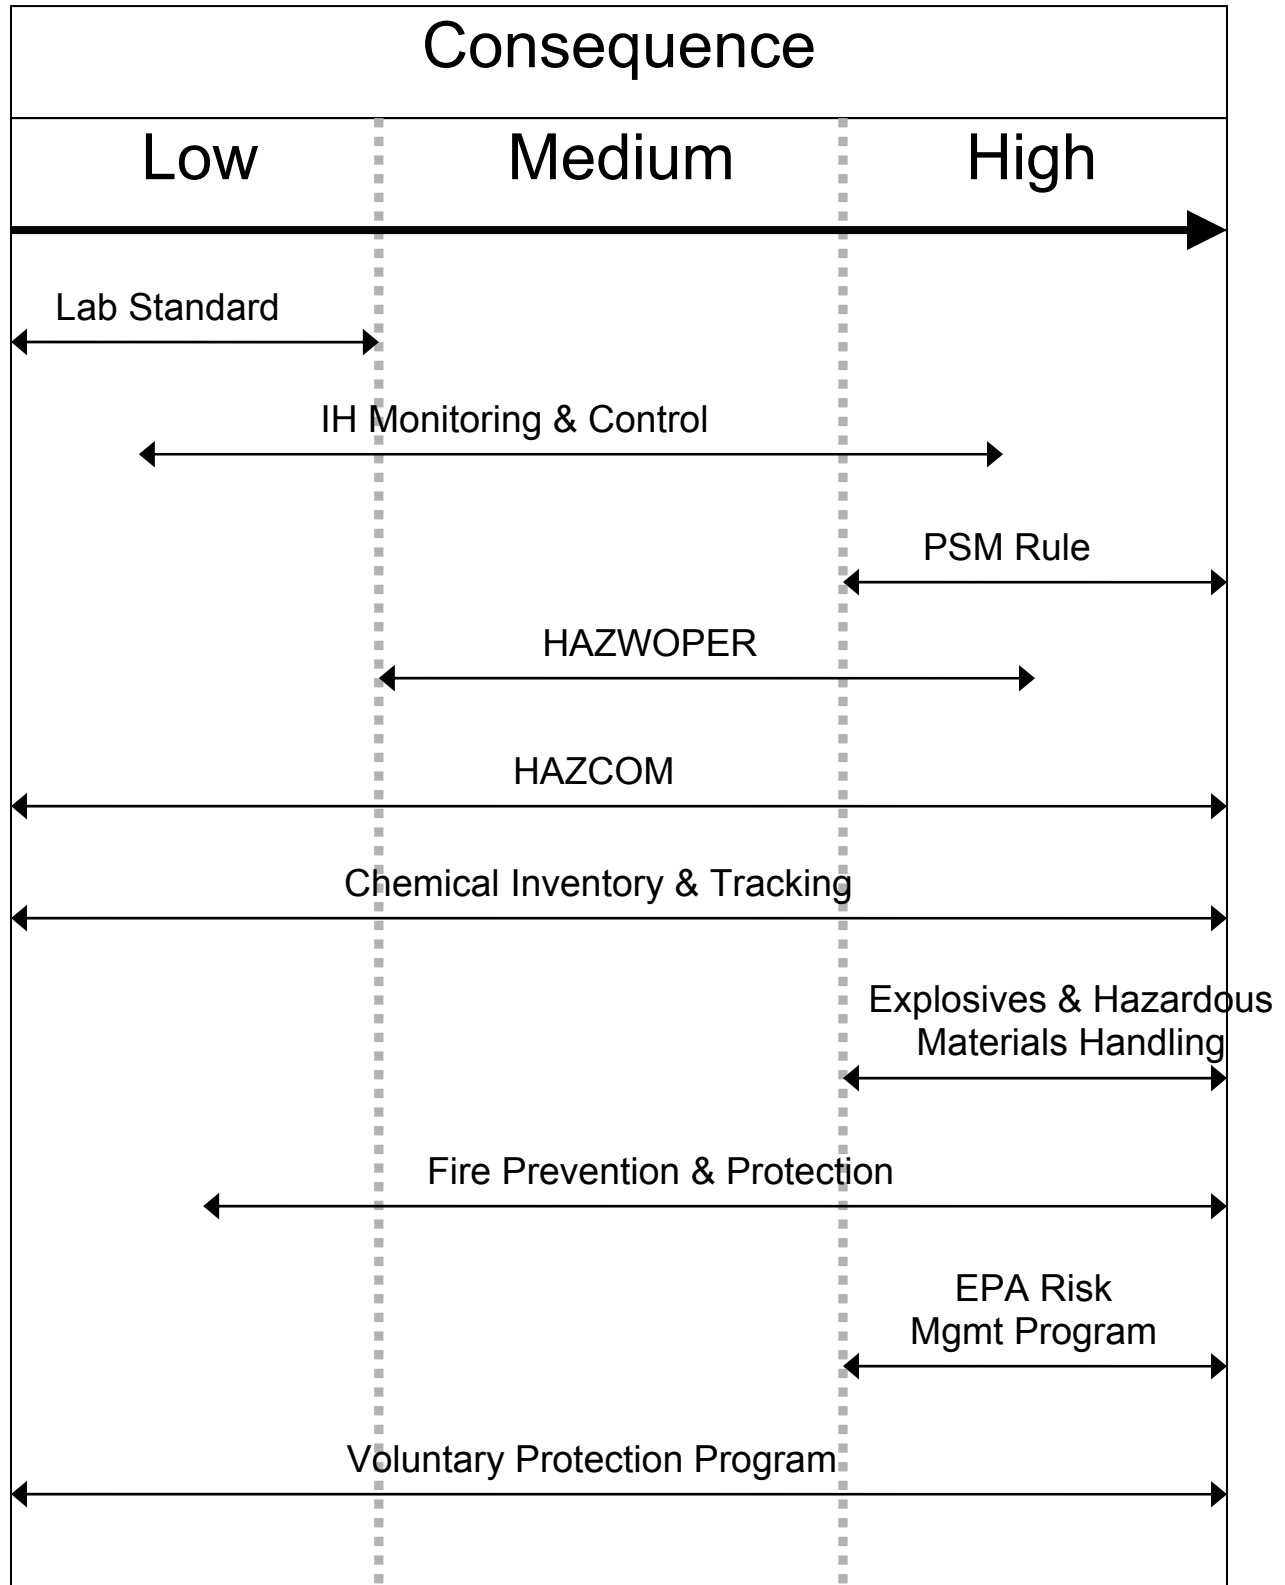 Consequence
Low Medium High
Lab Standard
IH Monitoring & Control
PSM Rule
HAZWOPER
HAZCOM
Chemical Inventory & Tracking
Explosives & Hazardous
Materials Handling
Fire Prevention & Protection
EPA Risk
Mgmt Program
Voluntary Protection Program